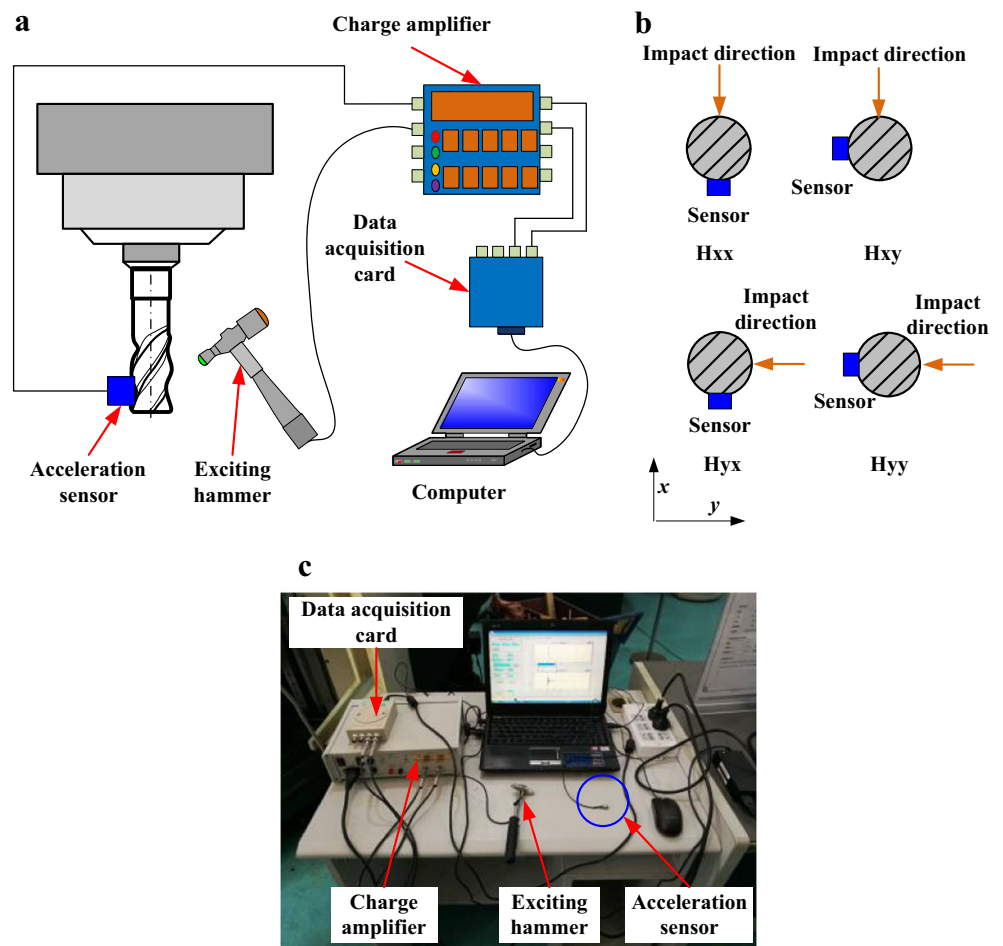 a
Charge amplifier
Data
acquisition
card
Acceleration
sensor
Exciting
hammer
Computer
b
Impact direction
Impact direction
Sensor
Sensor
Hxx
Hxy
Impact
direction
Impact
direction
Sensor
Sensor
Hyx
Hyy
x
y
c
Data acquisition
card
Charge
amplifier
Exciting
hammer
Acceleration
sensor